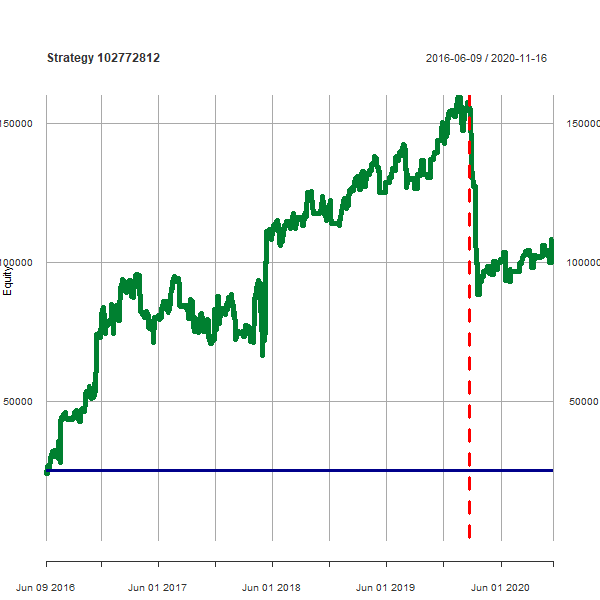 Strategy 102772812
2016-06-09 / 2020-11-16
150000 150000
100000 100000
Equity
50000 50000
Jun 09 2016 Jun 01 2017 Jun 01 2018 Jun 01 2019 Jun 01 2020